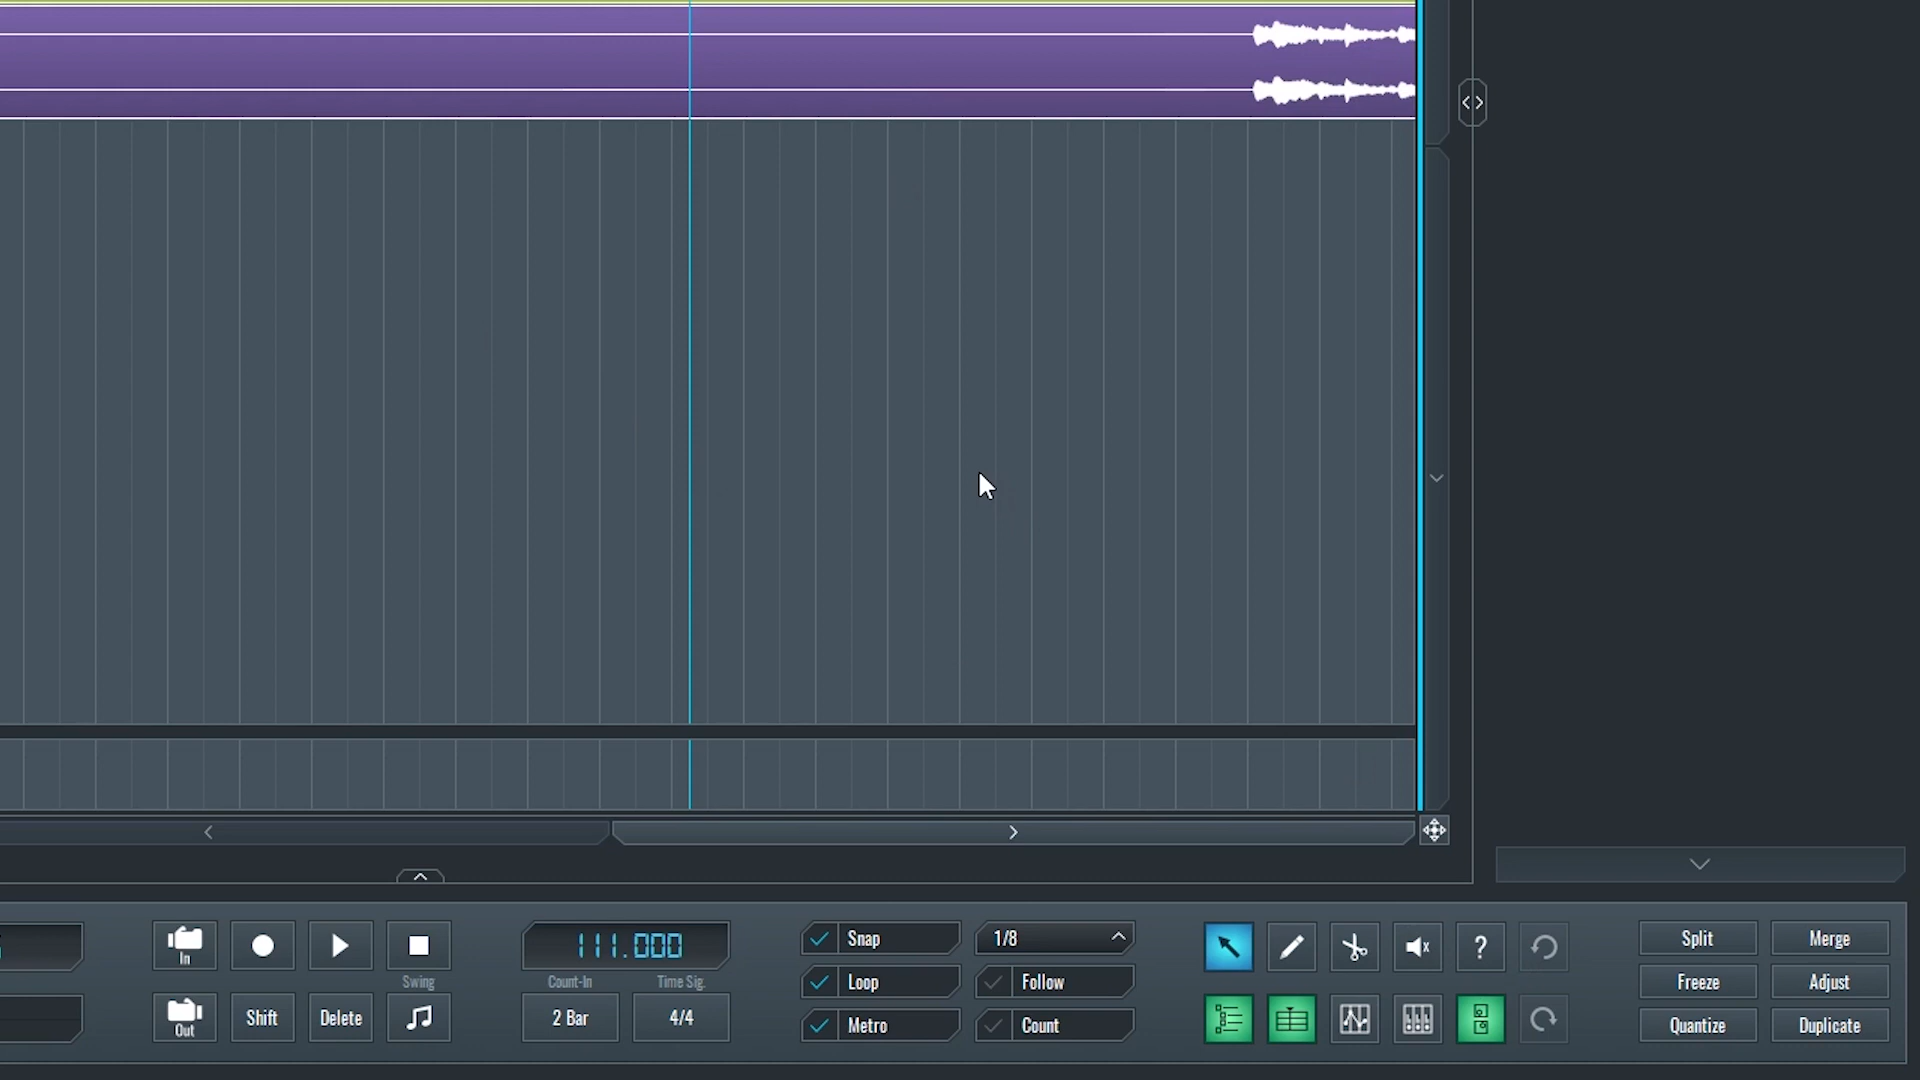 Snap
1/8
Split
Merge
In
111.000
Swing
Count-In
Time Sig.
Loop
Follow
?
Freeze
Adjust
Out
Shift
Delete
2 Bar
4/4
Metro
Count
Quantize
Duplicate